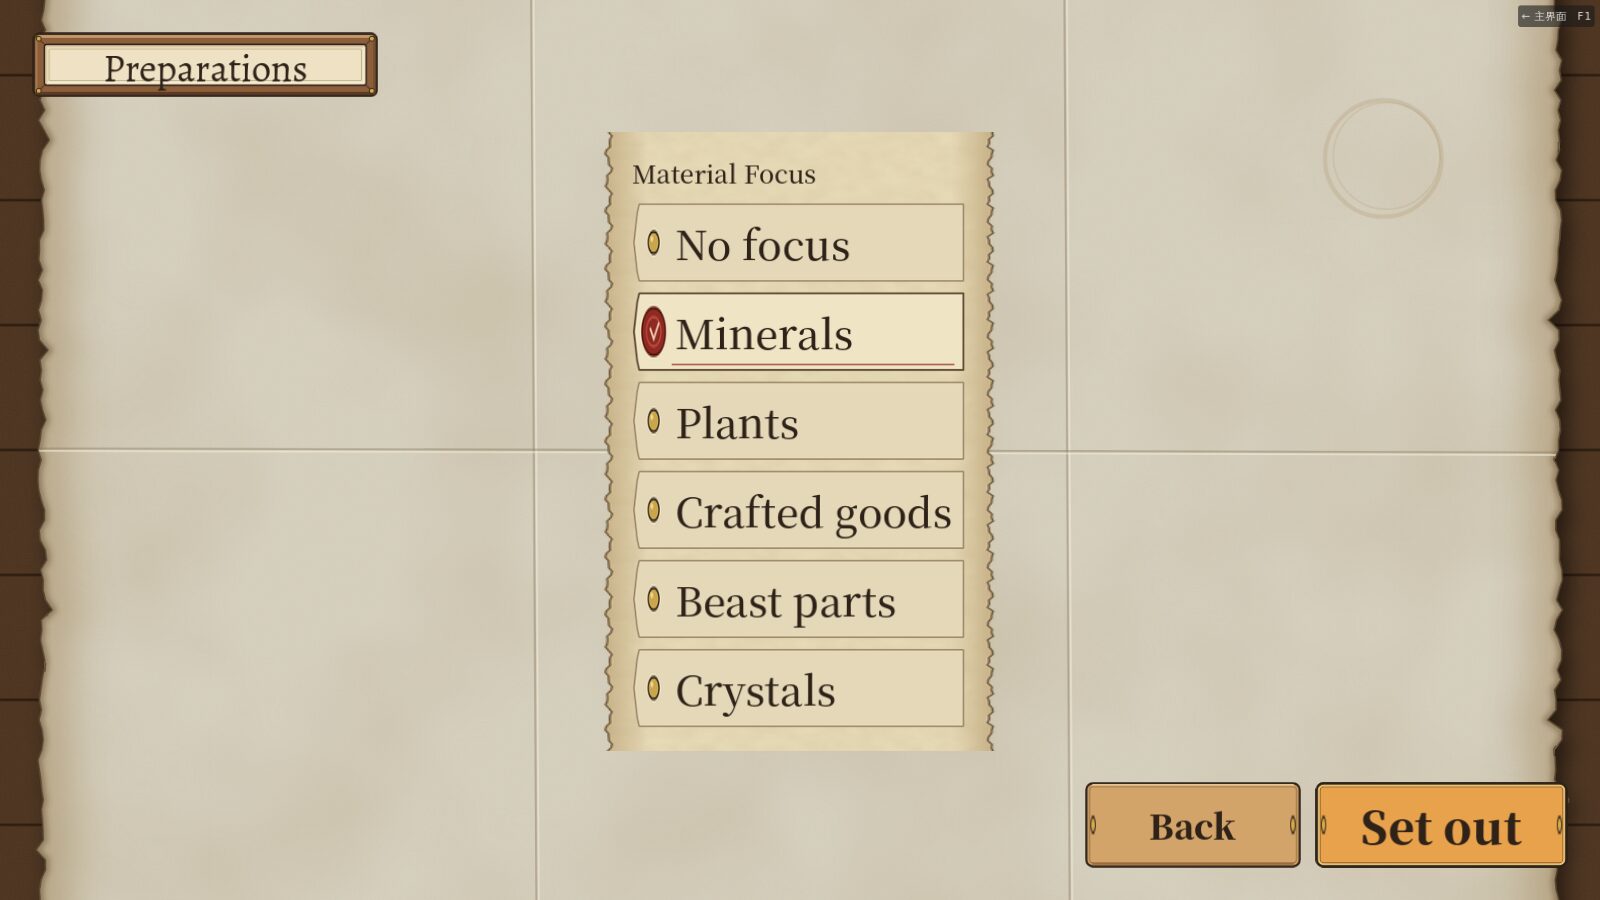 ← 主界面 F1
Preparations
Material Focus
No focus
Minerals
Plants
Crafted goods
Beast parts
Crystals
Back
Set out